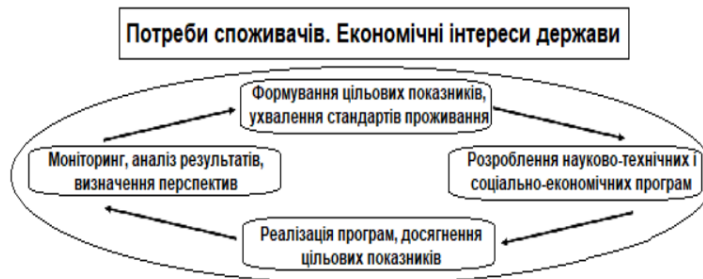 Потреби споживачів. Економічні інтереси держави
Формування цільових показників,
ухвалення стандартів проживання
Моніторинг, аналіз результатів,
визначення перспектив
Розроблення науково-технічних і
соціально-економічних програм
Реалізація програм, досягнення
цільових показників